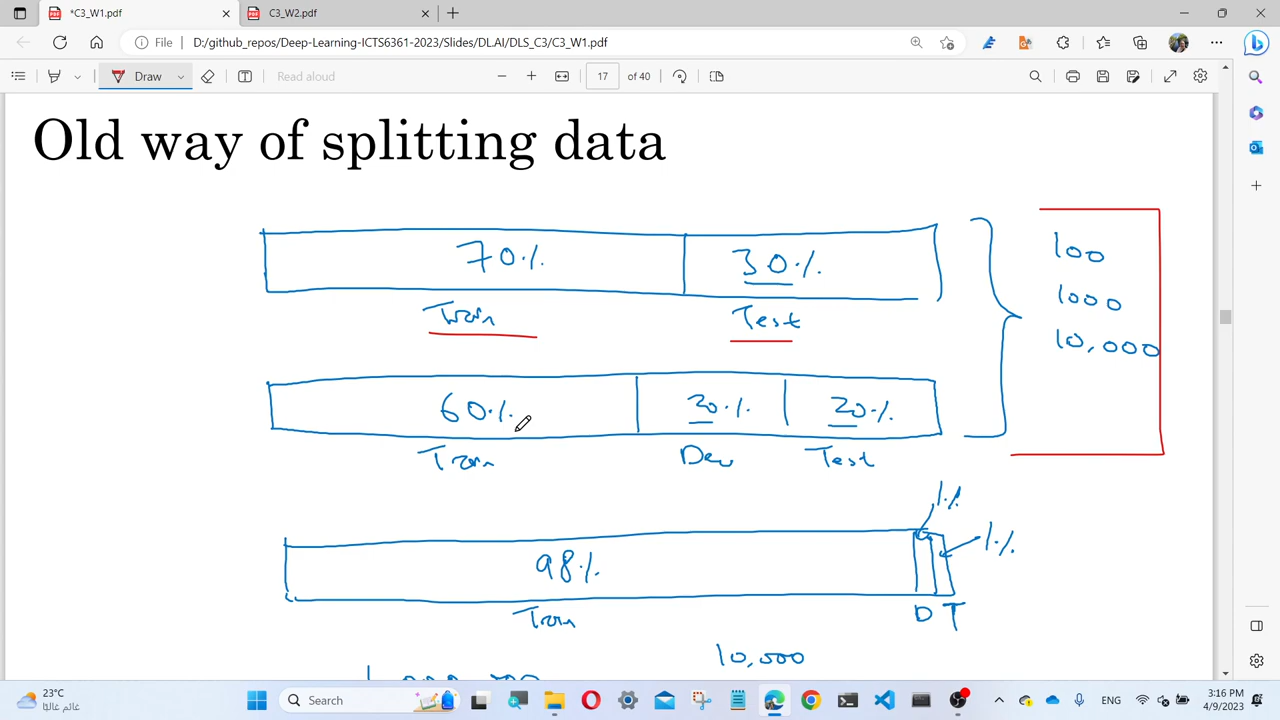 *C3_W1.pdf
C3_W2.pdf
File
D:/github_repos/Deep-Learning-ICTS6361-2023/Slides/DL.AI/DLS_C3/C3_W1.pdf
Draw
Read aloud
17 of 40
Old way of splitting data
70% 30%
Train Test
100
1000
10,000
60% 20% 20%
Train Dev Test
1%
1%
98%
Train D T
10,000
23°C
غائم غالبًا
Search
ENG
3:16 PM
4/9/2023